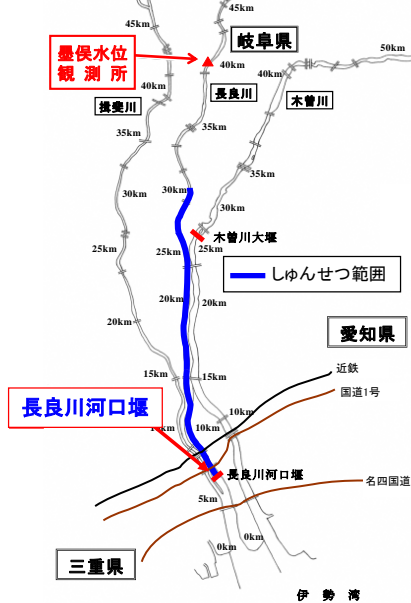 45km
45km
岐阜県
墨俣水位
観測所
40km
50km
40km
40km
揖斐川
長良川
木曽川
35km
35km
35km
30km
30km
30km
木曽川大堰
25km
25km
25km
しゅんせつ範囲
20km
20km
20km
愛知県
近鉄
15km
15km
国道1号
長良川河口堰
10km
10km
長良川河口堰
名四国道
5km
三重県
0km
0km
伊勢湾